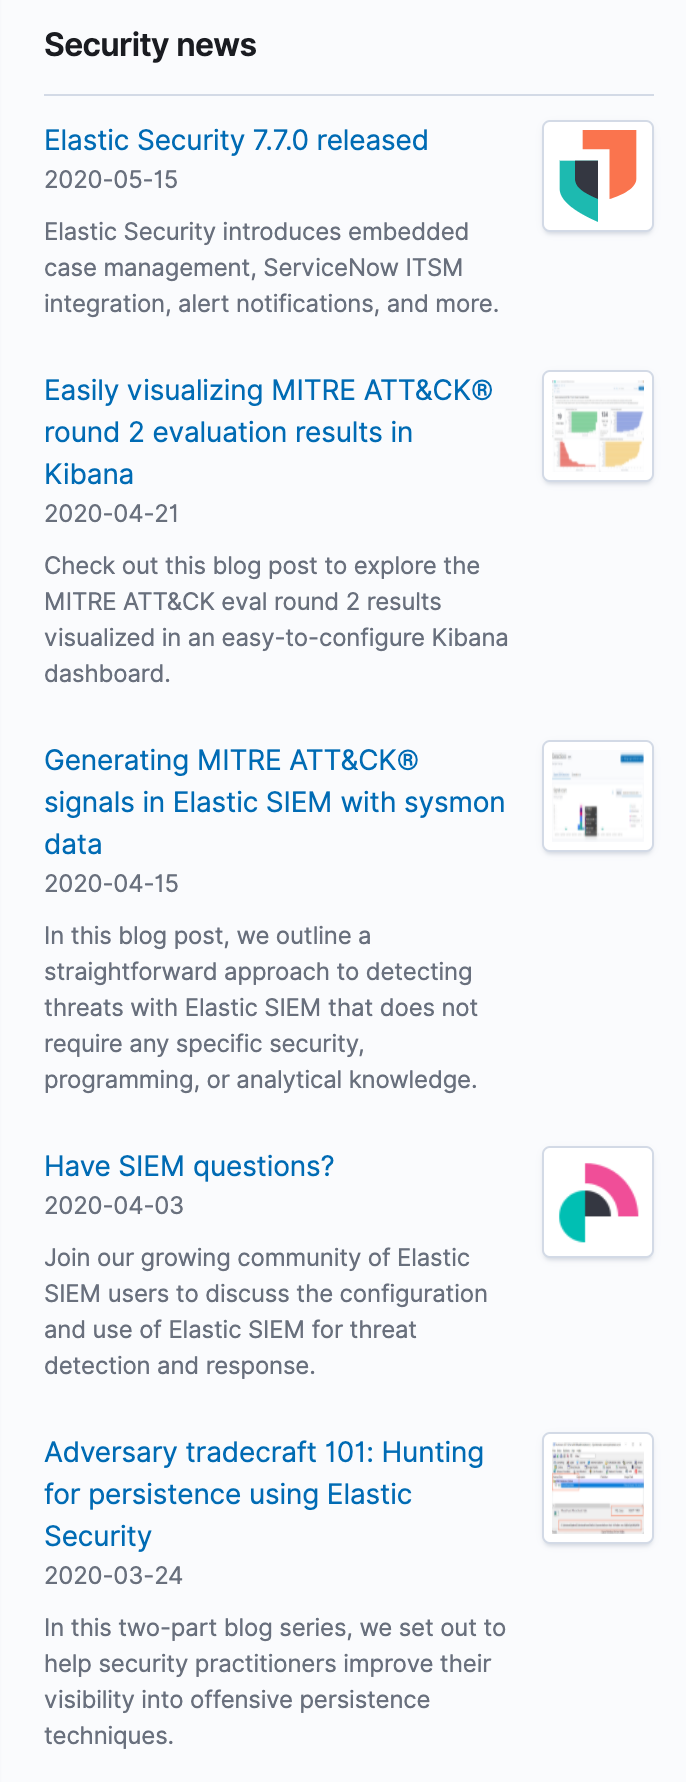 Security news
Elastic Security 7.7.0 released
2020-05-15
Elastic Security introduces embedded
case management, ServiceNow ITSM
integration, alert notifications, and more.
Easily visualizing MITRE ATT&CK®
round 2 evaluation results in
Kibana
2020-04-21
Check out this blog post to explore the
MITRE ATT&CK eval round 2 results
visualized in an easy-to-configure Kibana
dashboard.
Generating MITRE ATT&CK®
signals in Elastic SIEM with sysmon
data
2020-04-15
In this blog post, we outline a
straightforward approach to detecting
threats with Elastic SIEM that does not
require any specific security,
programming, or analytical knowledge.
Have SIEM questions?
2020-04-03
Join our growing community of Elastic
SIEM users to discuss the configuration
and use of Elastic SIEM for threat
detection and response.
Adversary tradecraft 101: Hunting
for persistence using Elastic
Security
2020-03-24
In this two-part blog series, we set out to
help security practitioners improve their
visibility into offensive persistence
techniques.